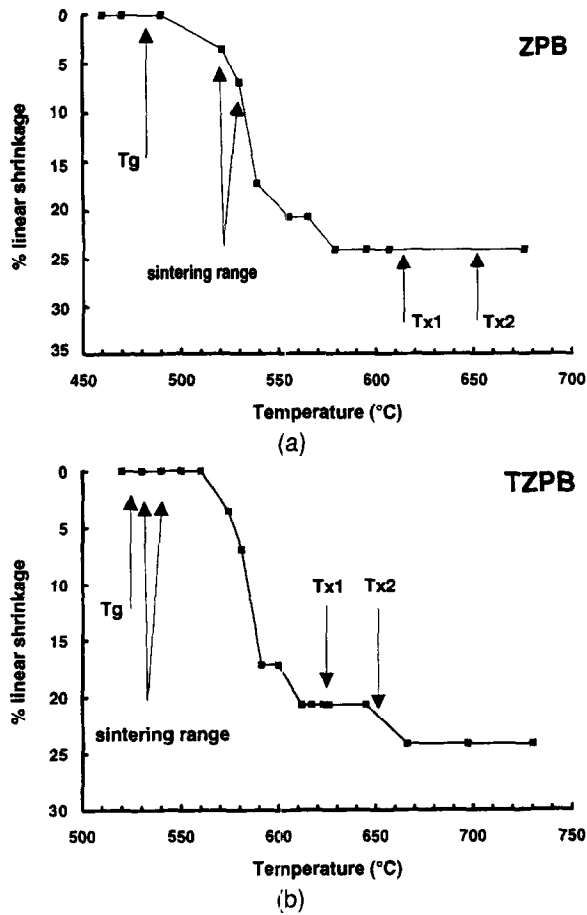 0
5
10
15
20
25
30
35
% linear shrinkage
ZPB
Tg
sintering range
Tx1
Tx2
450
500
550
600
650
700
Temperature (°C)
(a)
0
5
10
15
20
25
30
% linear shrinkage
TZPB
Tg
sintering range
Tx1
Tx2
500
550
600
650
700
750
Temperature (°C)
(b)